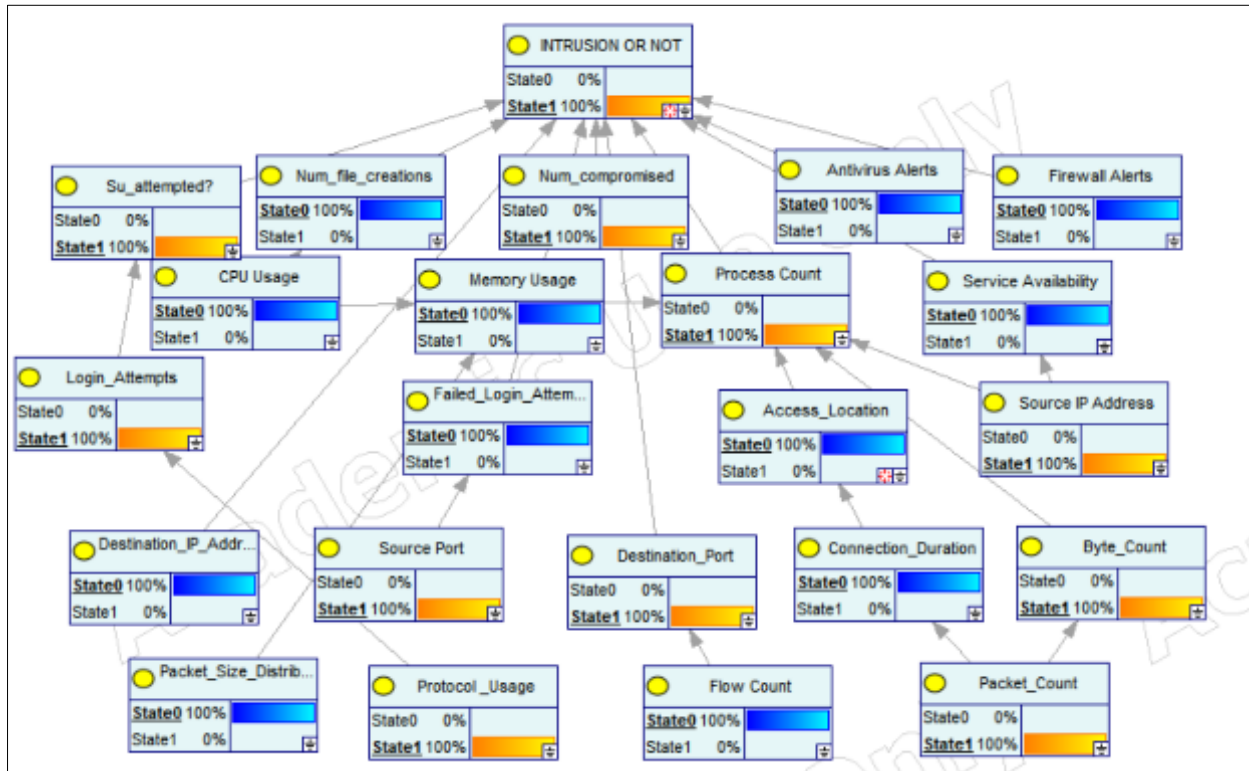 INTRUSION OR NOT
State0 0%
State1 100%
Su_attempted?
State0 0%
State1 100%
Num_file_creations
State0 100%
State1 0%
Num_compromised
State0 0%
State1 100%
Antivirus Alerts
State0 100%
State1 0%
Firewall Alerts
State0 100%
State1 0%
CPU Usage
State0 100%
State1 0%
Memory Usage
State0 100%
State1 0%
Process Count
State0 0%
State1 100%
Service Availability
State0 100%
State1 0%
Login_Attempts
State0 0%
State1 100%
Failed_Login_Attem...
State0 100%
State1 0%
Access_Location
State0 100%
State1 0%
Source IP Address
State0 0%
State1 100%
Destination_IP_Addr...
State0 100%
State1 0%
Source Port
State0 0%
State1 100%
Destination_Port
State0 0%
State1 100%
Connection_Duration
State0 100%
State1 0%
Byte_Count
State0 0%
State1 100%
Packet_Size_Distrib...
State0 100%
State1 0%
Protocol_Usage
State0 0%
State1 100%
Flow Count
State0 100%
State1 0%
Packet_Count
State0 0%
State1 100%